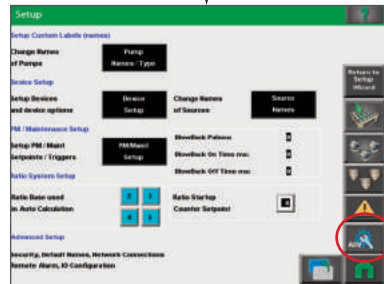 Setup
?
Setup Custom Labels (names)
Change Names of Pumps
Pump Names / Type
Return to Setup Wizard
Device Setup
Setup Devices and device options
Device Setup
Change Names of Sources
Source Names
PM / Maintenance Setup
Setup PM / Maint Setpoints / Triggers
PM/Maint Setup
BlowBack Pulses:
BlowBack On Time ms:
BlowBack Off Time ms:
Ratio System Setup
Ratio Base used in Auto Calculation
Ratio Startup Counter Setpoint
Advanced Setup
Security, Default Names, Network Connections
Remote Alarm, IO Configuration
ADV